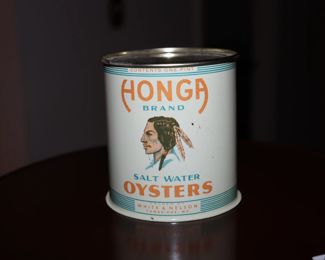 CONTENTS ONE PINT
HONGA
BRAND
SALT WATER
OYSTERS
WHITE & NELSON